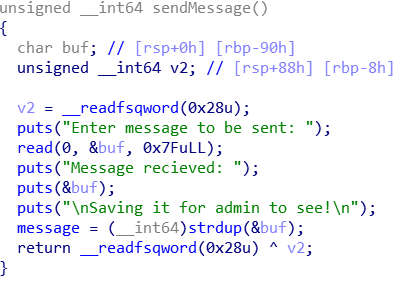 unsigned __int64 sendMessage()
{
  char buf; // [rsp+0h] [rbp-90h]
  unsigned __int64 v2; // [rsp+88h] [rbp-8h]

  v2 = __readfsqword(0x28u);
  puts("Enter message to be sent: ");
  read(0, &buf, 0x7FuLL);
  puts("Message recieved: ");
  puts(&buf);
  puts("\nSaving it for admin to see!\n");
  message = (__int64)strdup(&buf);
  return __readfsqword(0x28u) ^ v2;
}